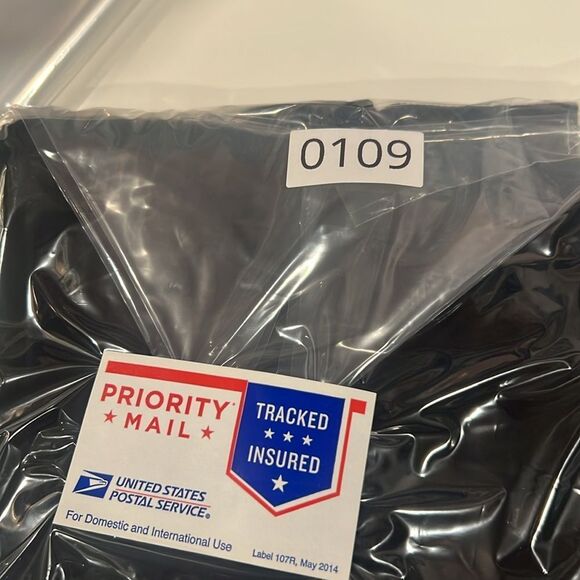 0109
PRIORITY
★ MAIL ★
TRACKED
★ ★ ★
INSURED
★
UNITED STATES
POSTAL SERVICE®
For Domestic and International Use
Label 107R, May 2014